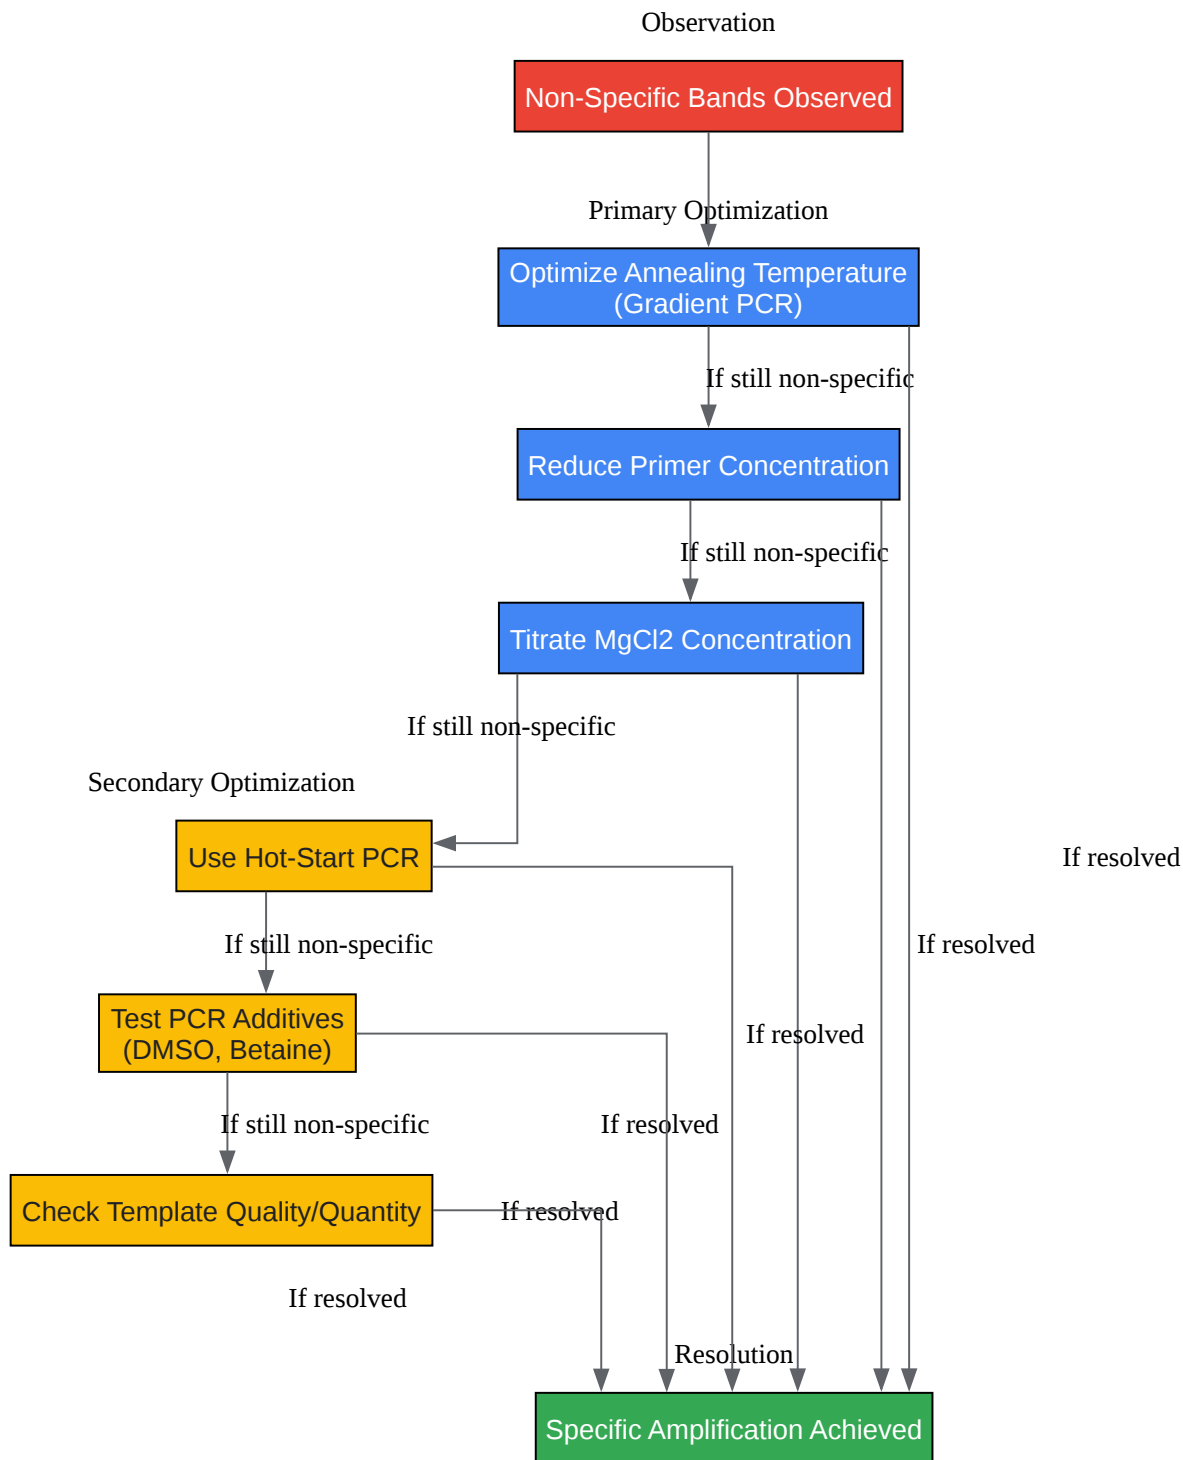 Observation
Non-Specific Bands Observed
Primary Optimization
Optimize Annealing Temperature
(Gradient PCR)
If still non-specific
Reduce Primer Concentration
If still non-specific
Titrate MgCl2 Concentration
If still non-specific
Secondary Optimization
Use Hot-Start PCR
If resolved
If still non-specific
If resolved
Test PCR Additives
(DMSO, Betaine)
If resolved
If still non-specific
If resolved
Check Template Quality/Quantity
If resolved
If resolved
Resolution
Specific Amplification Achieved